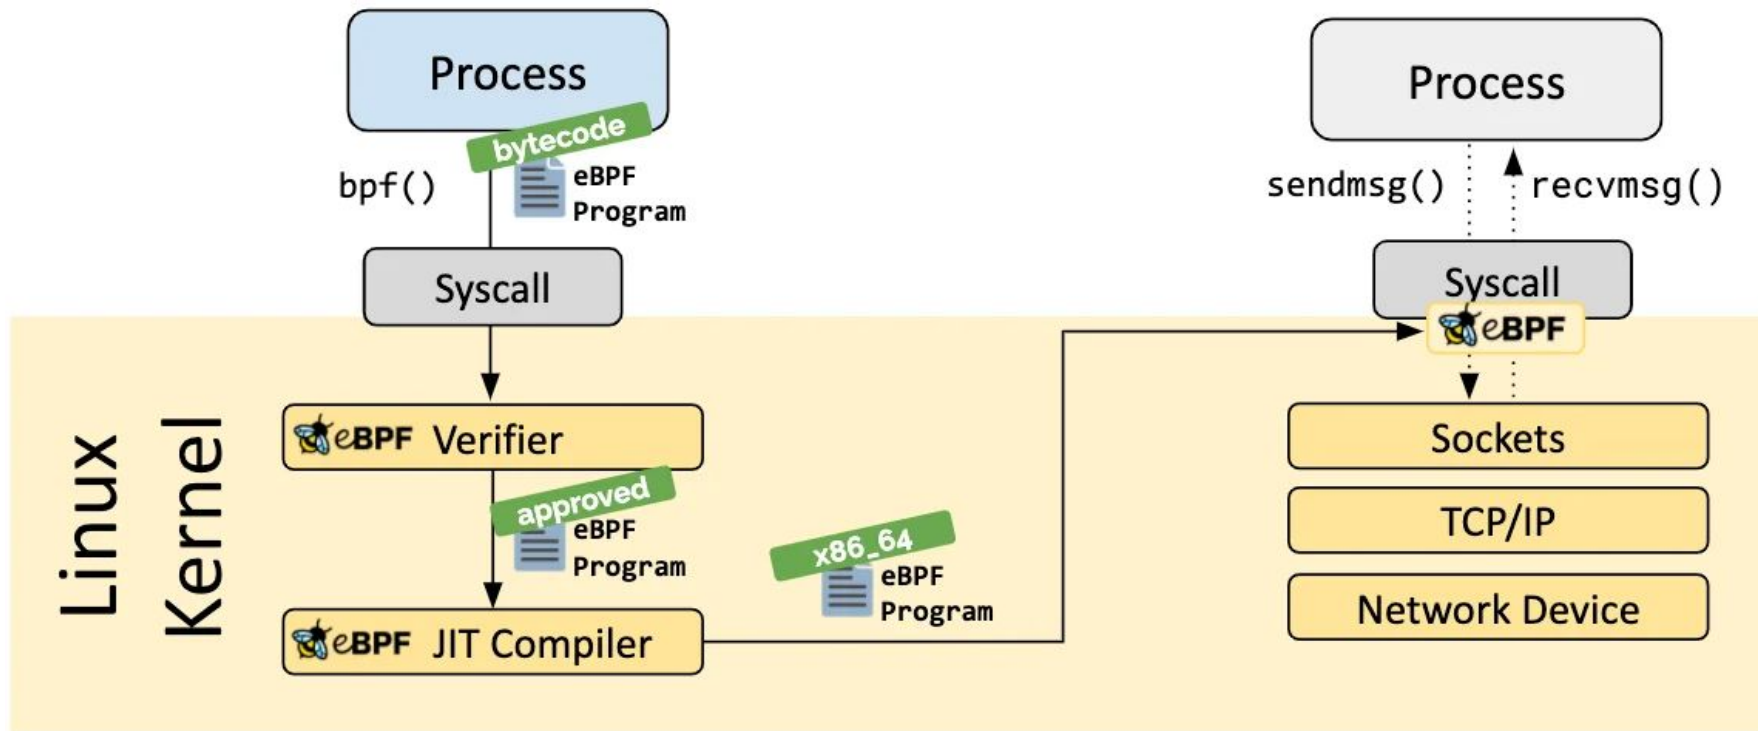 Process
bytecode
bpf()
eBPF
Program
Syscall
eBPF Verifier
approved
eBPF
Program
eBPF JIT Compiler
x86_64
eBPF
Program
Linux
Kernel
Process
sendmsg()
recvmsg()
Syscall
eBPF
Sockets
TCP/IP
Network Device